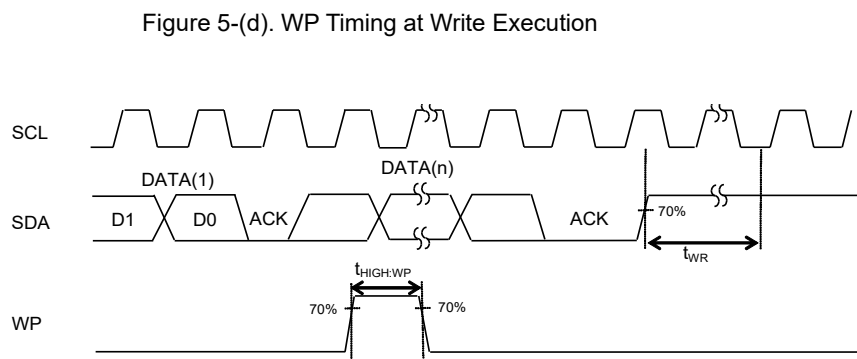 Figure 5-(d). WP Timing at Write Execution
SCL
DATA(1)
DATA(n)
SDA
D1
D0
ACK
ACK
70%
tWR
tHIGH:WP
WP
70%
70%